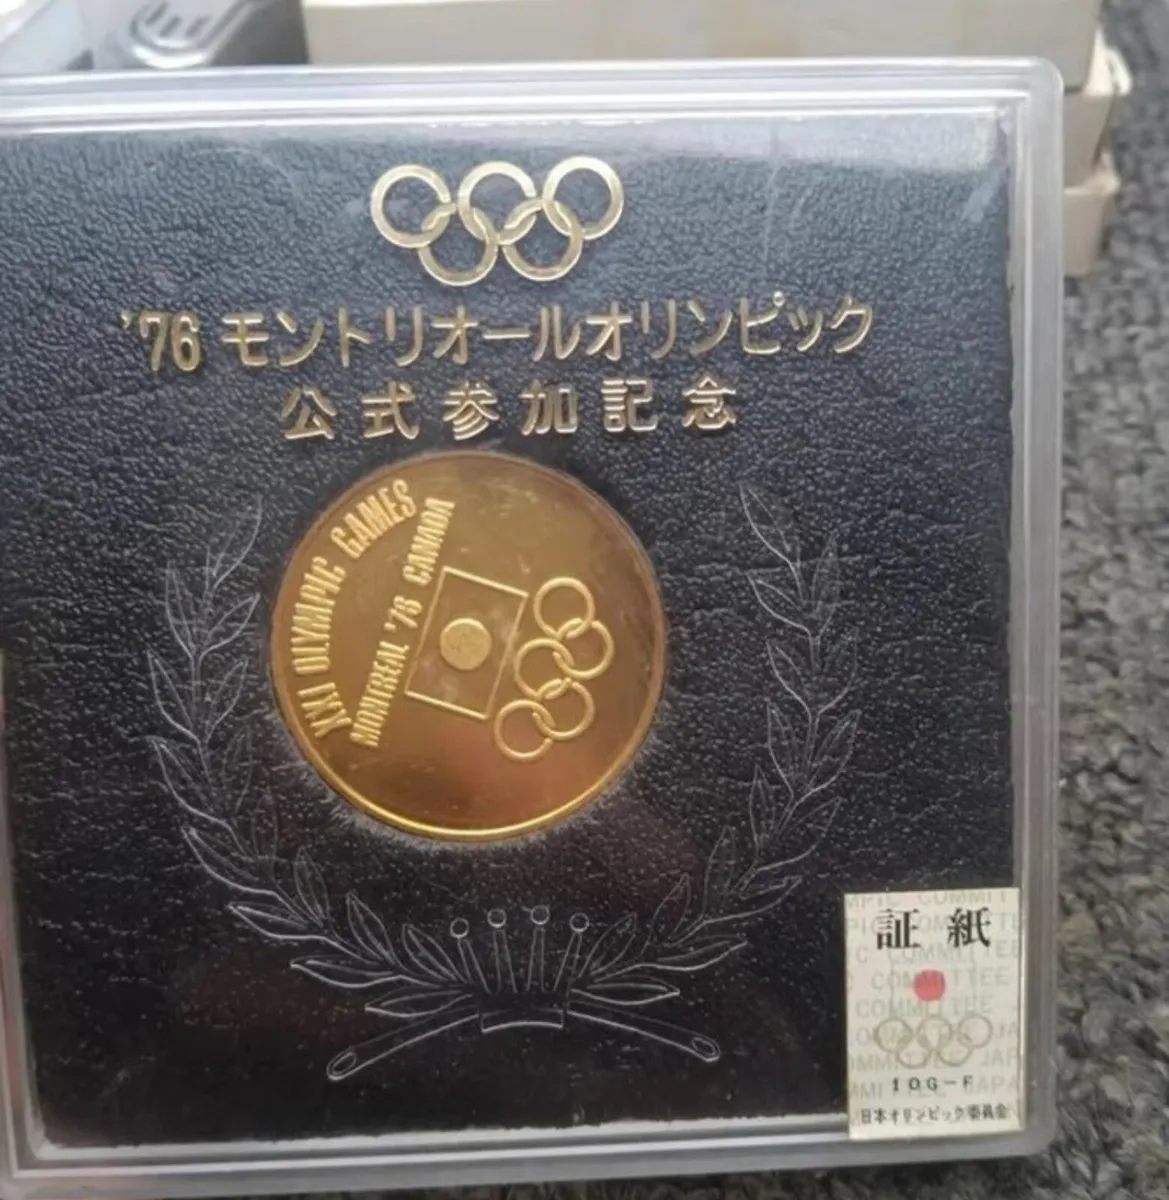 '76 モントリオールオリンピック
公式参加記念
XXI OLYMPIC GAMES
MONTREAL '76 CANADA
証紙
10G-F
日本オリンピック委員会